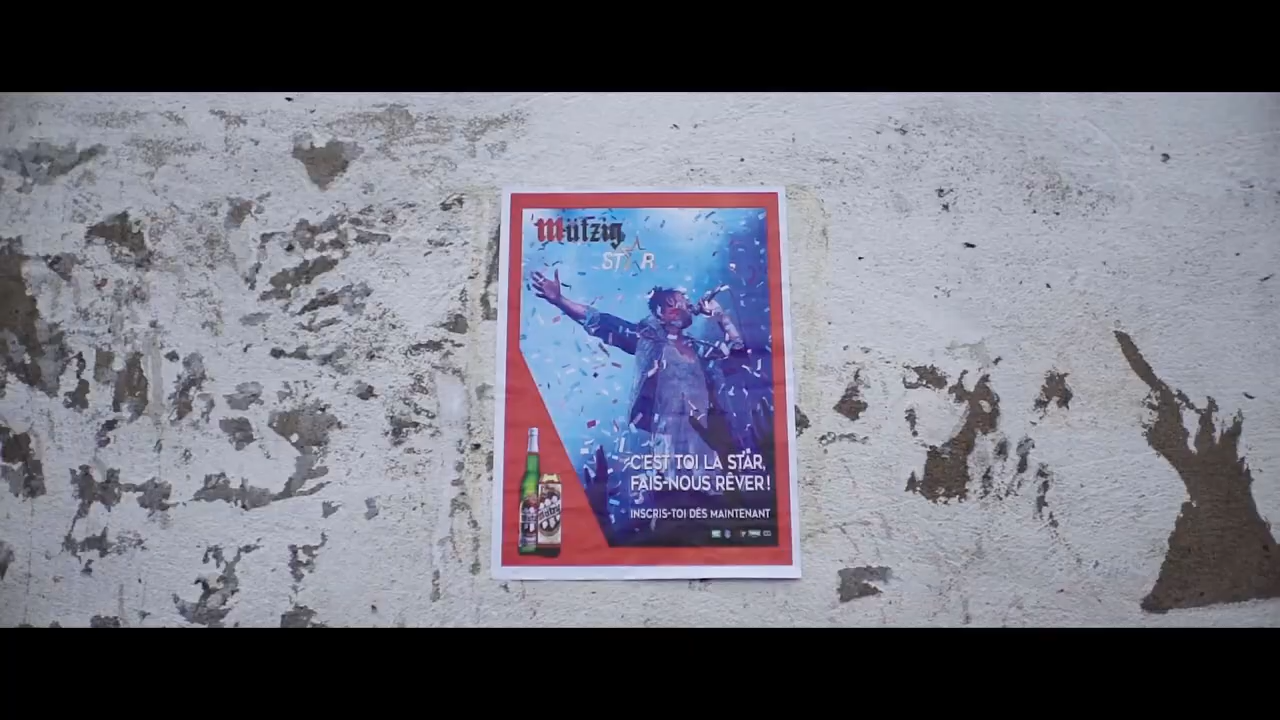 Mützig
STAR
C'EST TOI LA STAR,
FAIS-NOUS RÊVER !
INSCRIS-TOI DÈS MAINTENANT